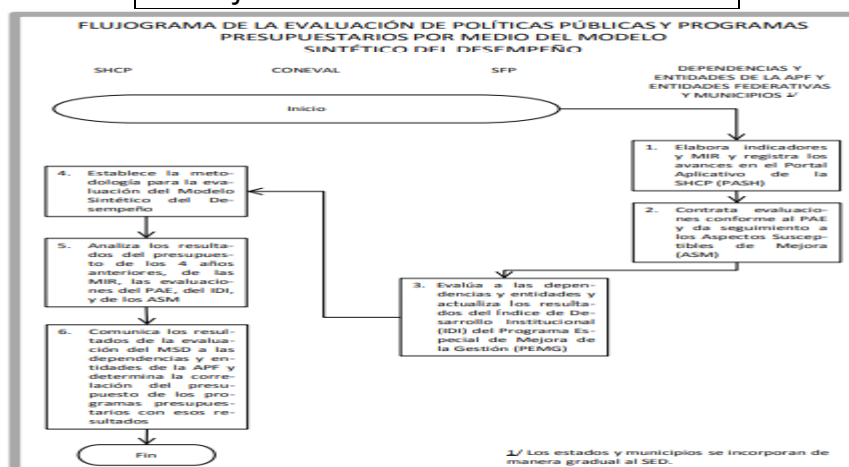 FLUJOGRAMA DE LA EVALUACIÓN DE POLÍTICAS PÚBLICAS Y PROGRAMAS
PRESUPUESTARIOS POR MEDIO DEL MODELO
SINTÉTICO DEL DESEMPEÑO
SHCP CONEVAL SFP DEPENDENCIAS Y
ENTIDADES DE LA APF Y
ENTIDADES FEDERATIVAS
Y MUNICIPIOS 1/
Inicio
1. Elabora indicadores
y MIR y registra los
avances en el Portal
Aplicativo de la
SHCP (PASH)
2. Contrata evaluacio-
nes conforme al PAE
y da seguimiento a
los Aspectos Suscep-
tibles de Mejora
(ASM)
3. Evalúa a las depen-
dencias y entidades y
actualiza los resulta-
dos del Índice de De-
sarrollo Institucional
(IDI) del Programa Es-
pecial de Mejora de
la Gestión (PEMG)
4. Establece la meto-
dología para la eva-
luación del Modelo
Sintético del De-
sempeño
5. Analiza los resulta-
dos del presupues-
to de los 4 años
anteriores, de las
MIR, las evaluacio-
nes del PAE, del IDI,
y de los ASM
6. Comunica los resul-
tados de la evalua-
ción del MSD a las
dependencias y en-
tidades de la APF y
determina la corre-
lación del presu-
puesto de los pro-
gramas presupues-
tarios con esos re-
sultados
Fin
1/ Los estados y municipios se incorporan de
manera gradual al SED.